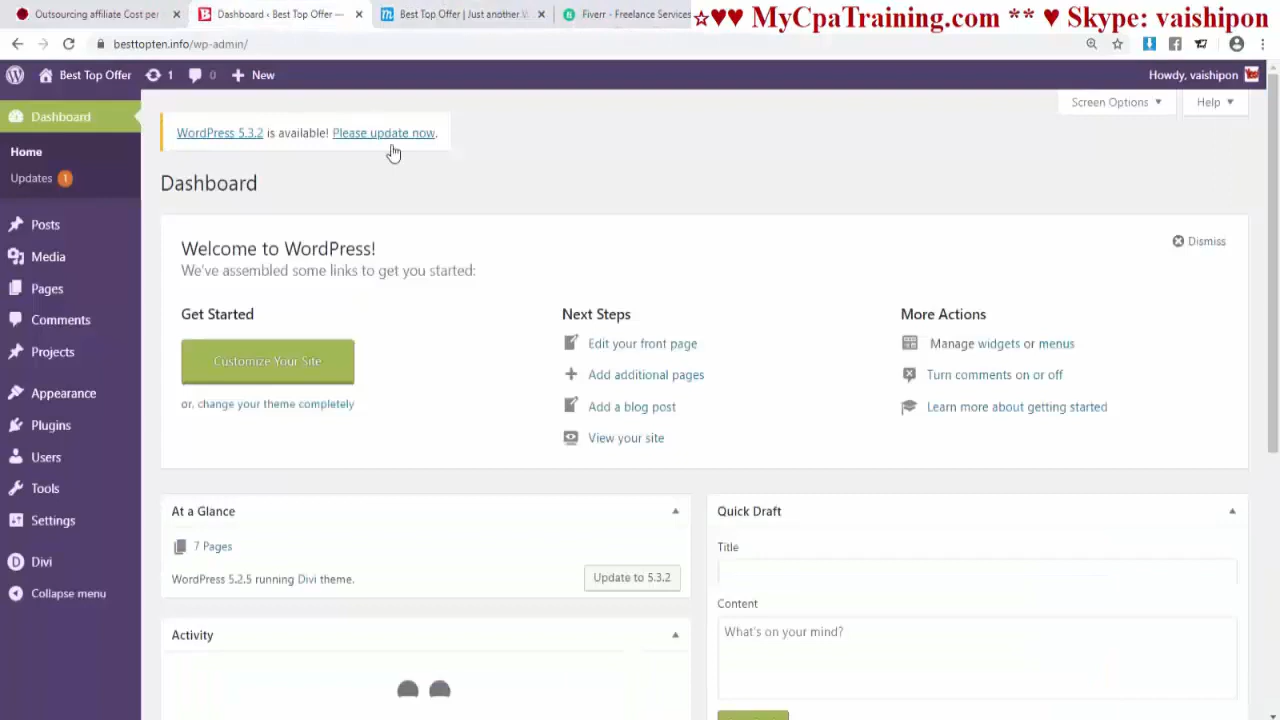 Outsourcing affiliate Cost per
Dashboard ‹ Best Top Offer —
Best Top Offer | Just another
Fiverr - Freelance Services
☆♥♥ MyCpaTraining.com ** ♥ Skype: vaishipon
besttopten.info/wp-admin/
Best Top Offer
1
0
New
Howdy, vaishipon
Dashboard
Screen Options
Help
WordPress 5.3.2 is available! Please update now.
Home
Updates 1
Dashboard
Posts
Media
Pages
Comments
Projects
Appearance
Plugins
Users
Tools
Settings
Divi
Collapse menu
Welcome to WordPress!
Dismiss
We've assembled some links to get you started:
Get Started
Customize Your Site
or, change your theme completely
Next Steps
Edit your front page
Add additional pages
Add a blog post
View your site
More Actions
Manage widgets or menus
Turn comments on or off
Learn more about getting started
At a Glance
7 Pages
WordPress 5.2.5 running Divi theme.
Update to 5.3.2
Activity
Quick Draft
Title
Content
What's on your mind?